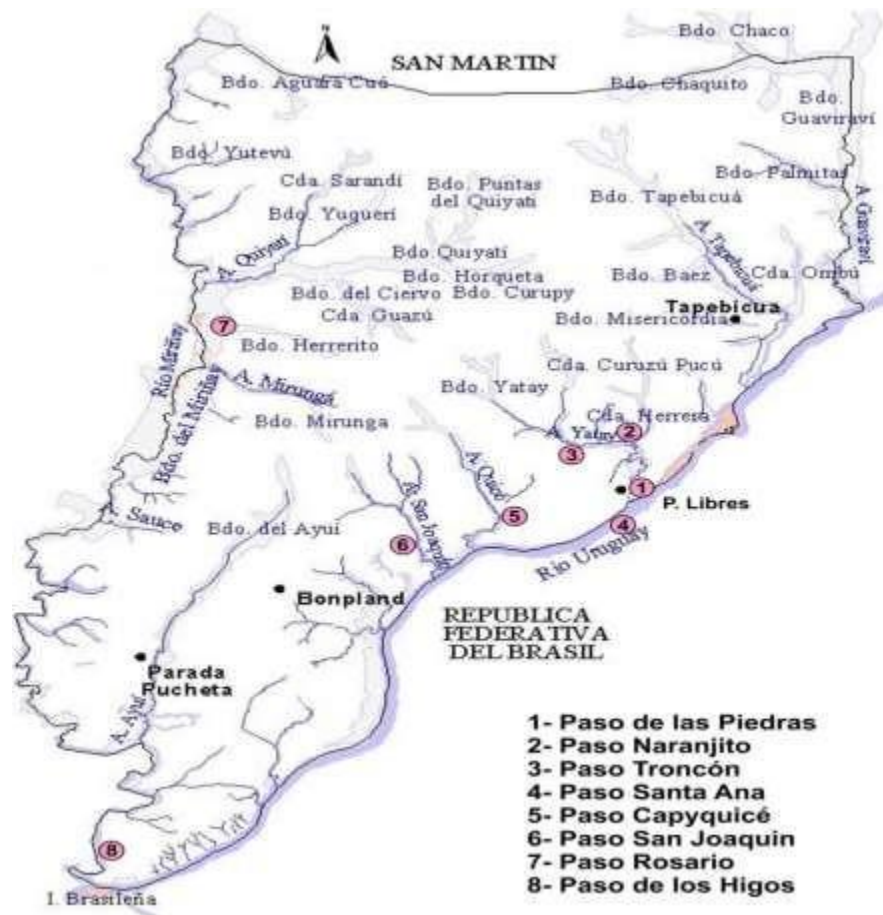 N
Bdo. Chaco
SAN MARTIN
Bdo. Aguara Cuá
Bdo. Chaquito
Bdo.
Guaviraví
Bdo. Yutevú
Cda. Sarandí
Bdo. Puntas
del Quiyatí
Bdo. Palmitas
Bdo. Tapebicuá
Bdo. Yuquerí
A. Guaviraví
A. Tapebicuá
Bdo.Quiyatí
A. Quiyatí
Bdo. Horqueta
Bdo. Baez
Cda. Ombú
Bdo. del Ciervo
Bdo. Curupy
Tapebicua
Cda. Guazú
Bdo. Misericordia
7
Río Miriñay
Bdo. Herrerito
Cda. Curuzú Pucú
A. Mirungá
Bdo. Yatay
Bdo. del Miriñay
Bdo. Mirunga
Cda. Herrera
2
A. Yatay
3
A. Quicé
1
P. Libres
A. San Joaquín
5
4
A. Sauce
Bdo. del Ayuí
6
Río Uruguay
Bonpland
REPUBLICA
FEDERATIVA
DEL BRASIL
Parada
Pucheta
A. Ayuí
8
I. Brasileña
1- Paso de las Piedras
2- Paso Naranjito
3- Paso Troncón
4- Paso Santa Ana
5- Paso Capyquicé
6- Paso San Joaquin
7- Paso Rosario
8- Paso de los Higos